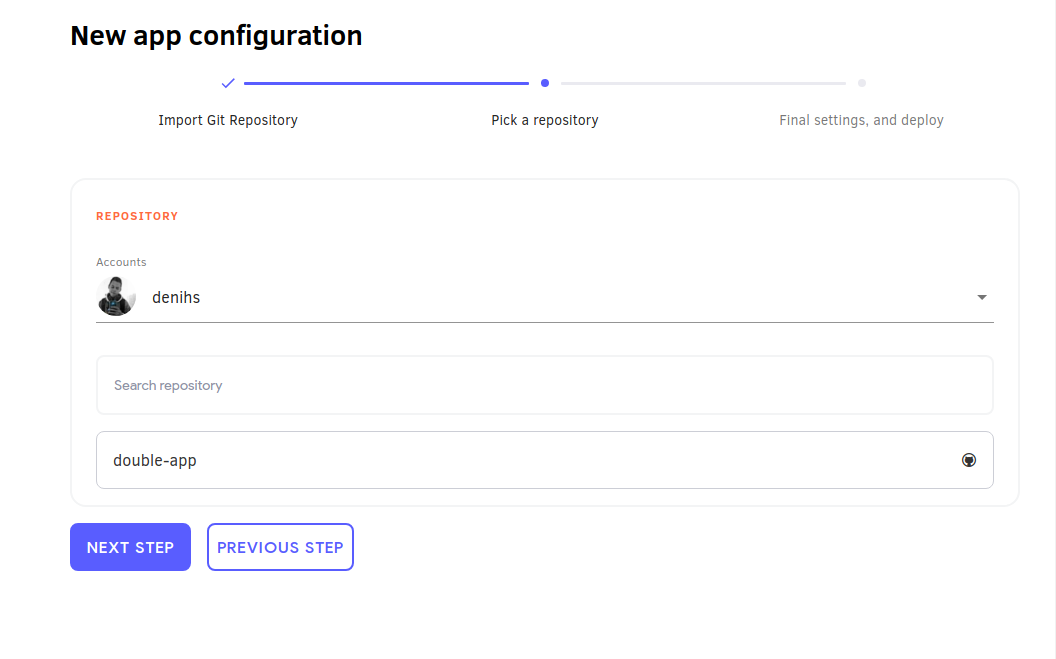 New app configuration
Import Git Repository
Pick a repository
Final settings, and deploy
REPOSITORY
Accounts
denihs
Search repository
double-app
NEXT STEP
PREVIOUS STEP